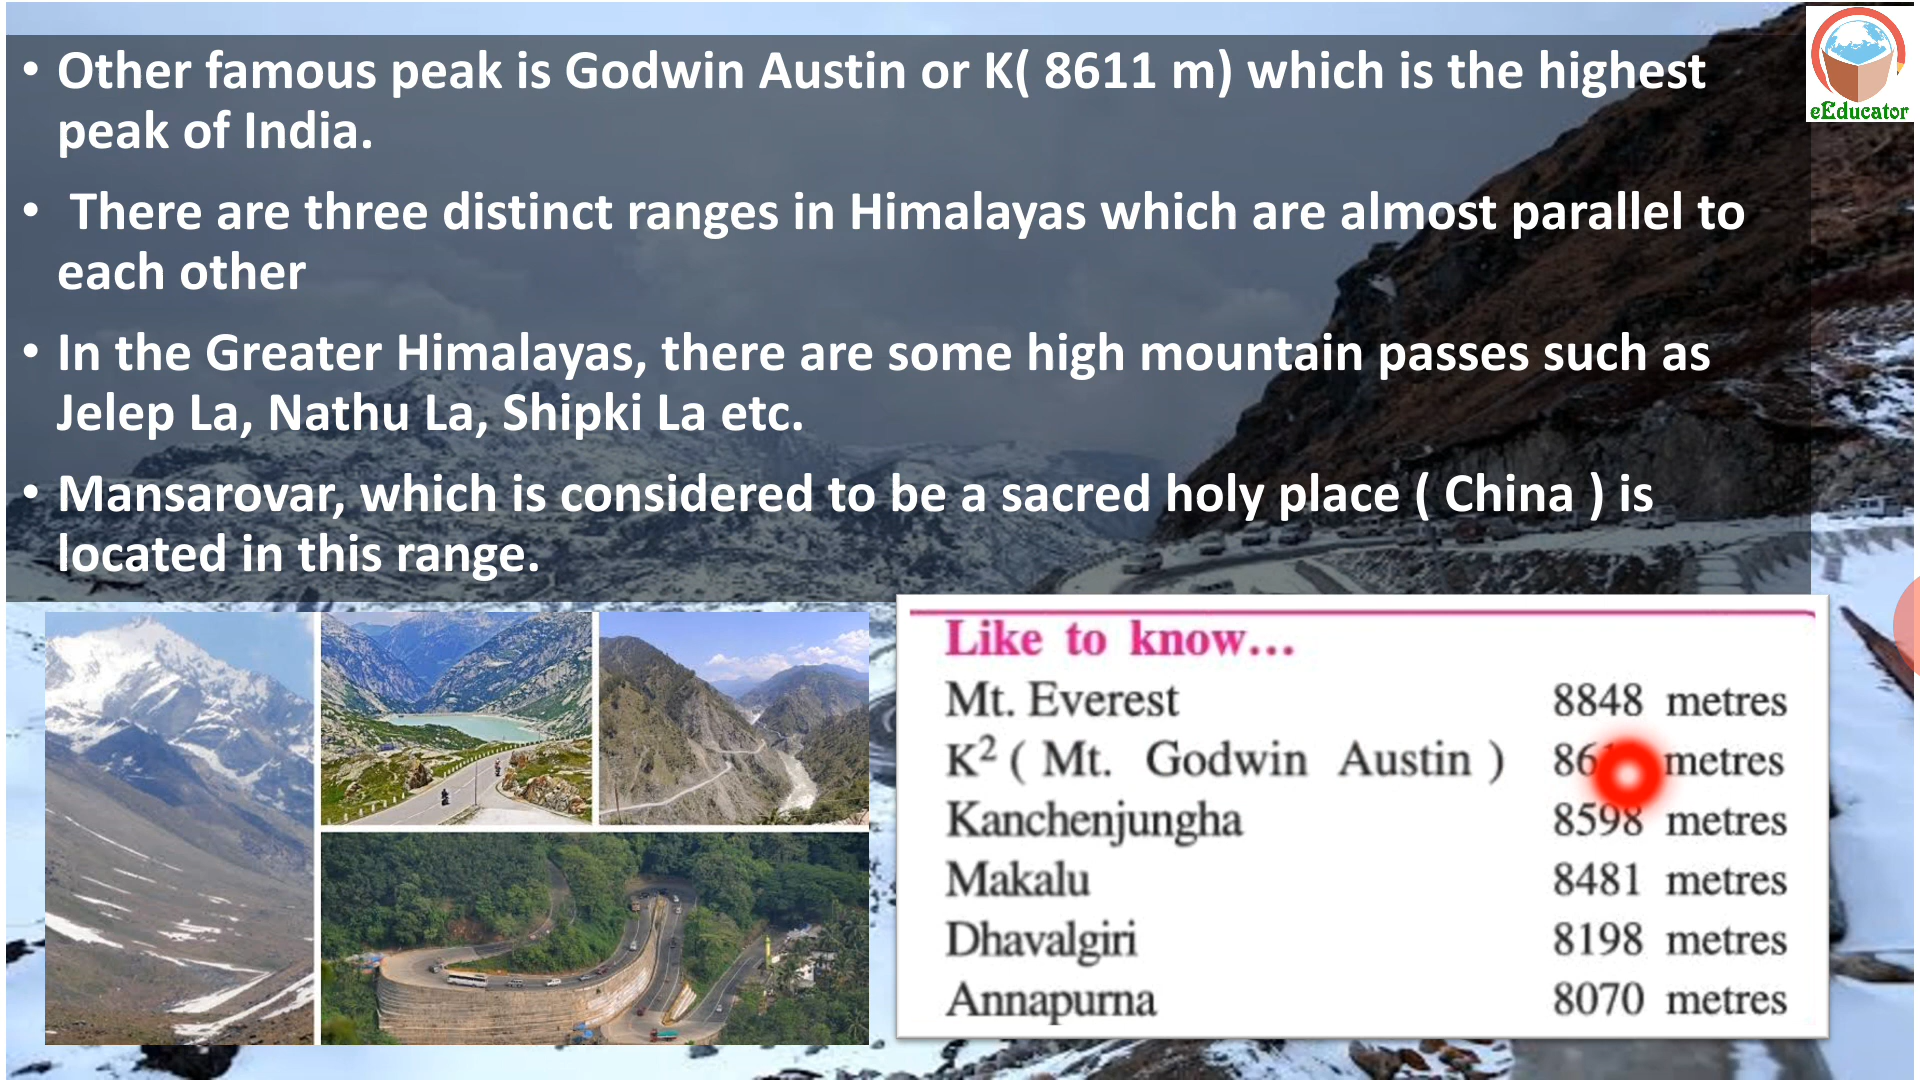 • Other famous peak is Godwin Austin or K( 8611 m) which is the highest
peak of India.
• There are three distinct ranges in Himalayas which are almost parallel to
each other
• In the Greater Himalayas, there are some high mountain passes such as
Jelep La, Nathu La, Shipki La etc.
• Mansarovar, which is considered to be a sacred holy place ( China ) is
located in this range.
eEducator
Like to know...
Mt. Everest 8848 metres
K² ( Mt. Godwin Austin ) metres
Kanchenjungha 8598 metres
Makalu 8481 metres
Dhavalgiri 8198 metres
Annapurna 8070 metres